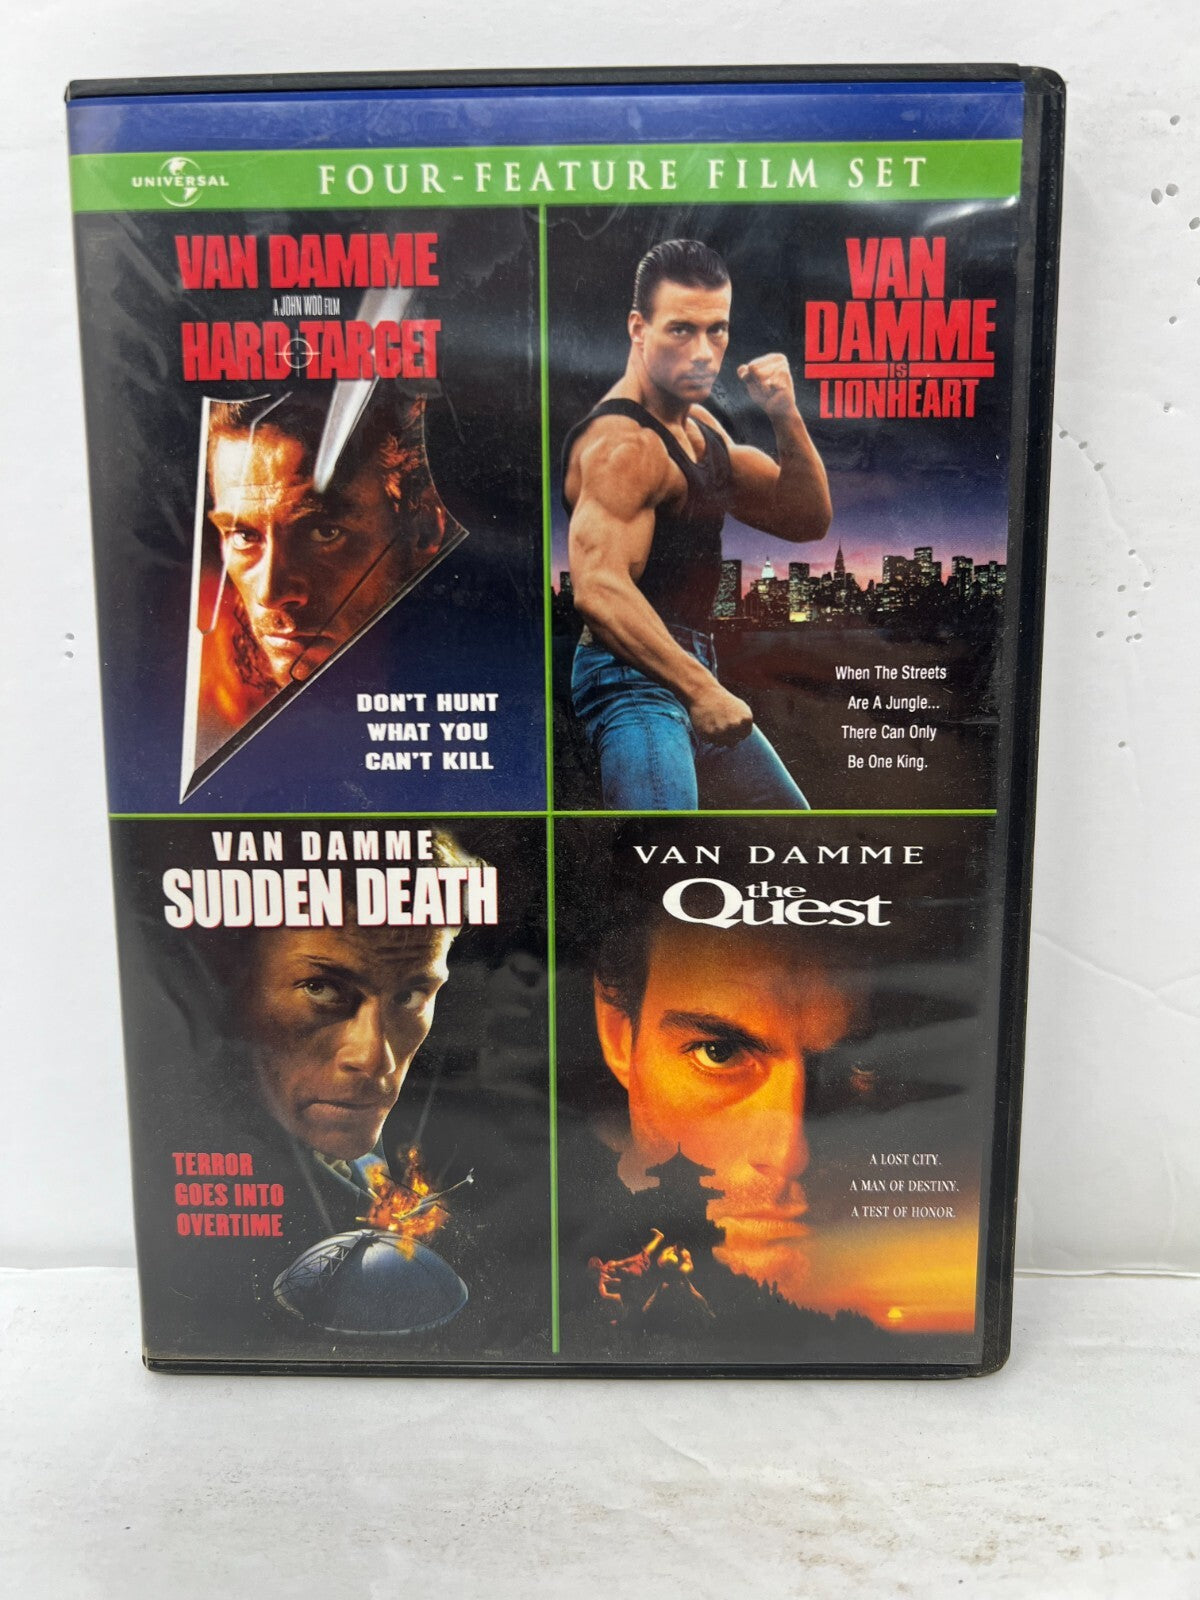 UNIVERSAL
FOUR-FEATURE FILM SET
VAN DAMME
A JOHN WOO FILM
HARD TARGET
DON'T HUNT
WHAT YOU
CAN'T KILL
VAN
DAMME
IS
LIONHEART
When The Streets
Are A Jungle...
There Can Only
Be One King.
VAN DAMME
SUDDEN DEATH
TERROR
GOES INTO
OVERTIME
VAN DAMME
the
Quest
A LOST CITY.
A MAN OF DESTINY.
A TEST OF HONOR.